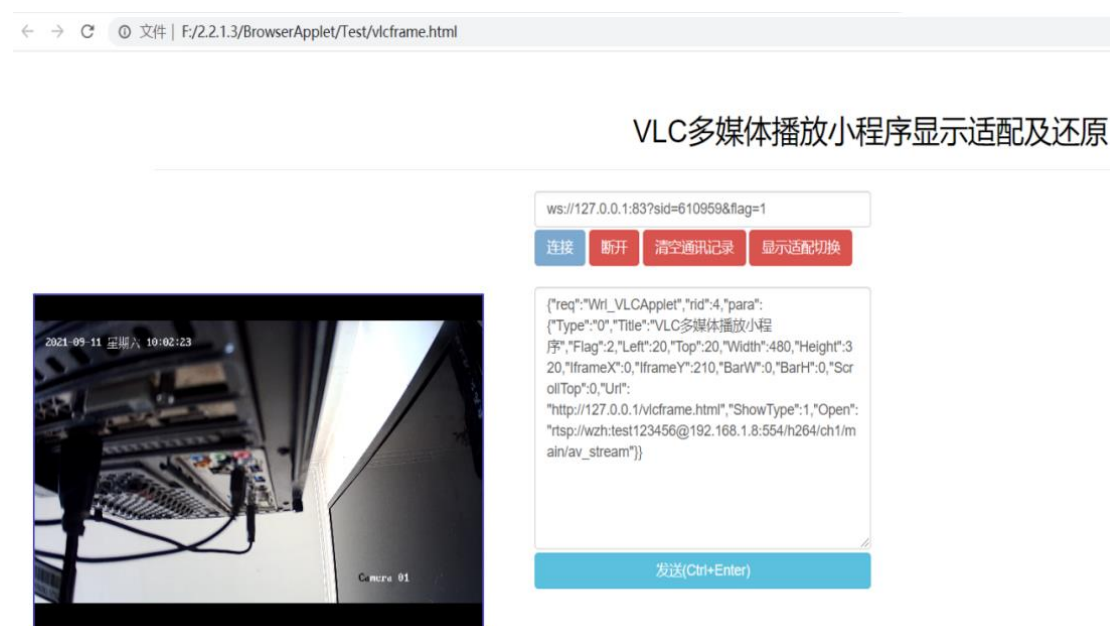 文件 | F:/2.2.1.3/BrowserApplet/Test/vlcframe.html
VLC多媒体播放小程序显示适配及还原
ws://127.0.0.1:83?sid=610959&flag=1
连接 断开 清空通讯记录 显示适配切换
{"req":"Wrl_VLCApplet","rid":4,"para":
{"Type":"0","Title":"VLC多媒体播放小程
序","Flag":2,"Left":20,"Top":20,"Width":480,"Height":3
20,"IframeX":0,"IframeY":210,"BarW":0,"BarH":0,"Scr
ollTop":0,"Url":
"http://127.0.0.1/vlcframe.html","ShowType":1,"Open":
"rtsp://wzh:test123456@192.168.1.8:554/h264/ch1/m
ain/av_stream"}}
发送(Ctrl+Enter)
2021-09-11 星期六 10:02:23
Camera 01